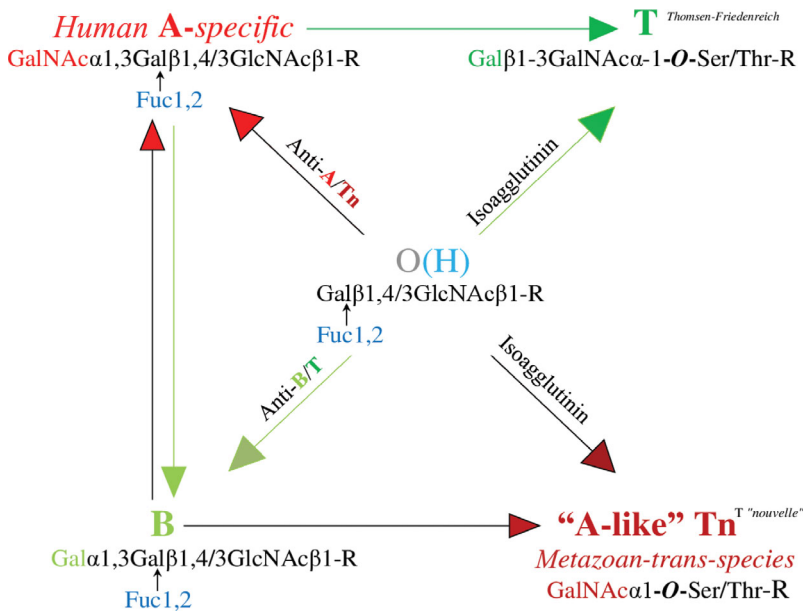 Human A-specific
GalNAcα1,3Galβ1,4/3GlcNAcβ1-R
Fuc1,2
T Thomsen-Friedenreich
Galβ1-3GalNAcα-1-O-Ser/Thr-R
Anti-A/Tn
Isoagglutinin
O(H)
Galβ1,4/3GlcNAcβ1-R
Fuc1,2
Anti-B/T
Isoagglutinin
B
Galα1,3Galβ1,4/3GlcNAcβ1-R
Fuc1,2
“A-like” Tn T "nouvelle"
Metazoan-trans-species
GalNAcα1-O-Ser/Thr-R